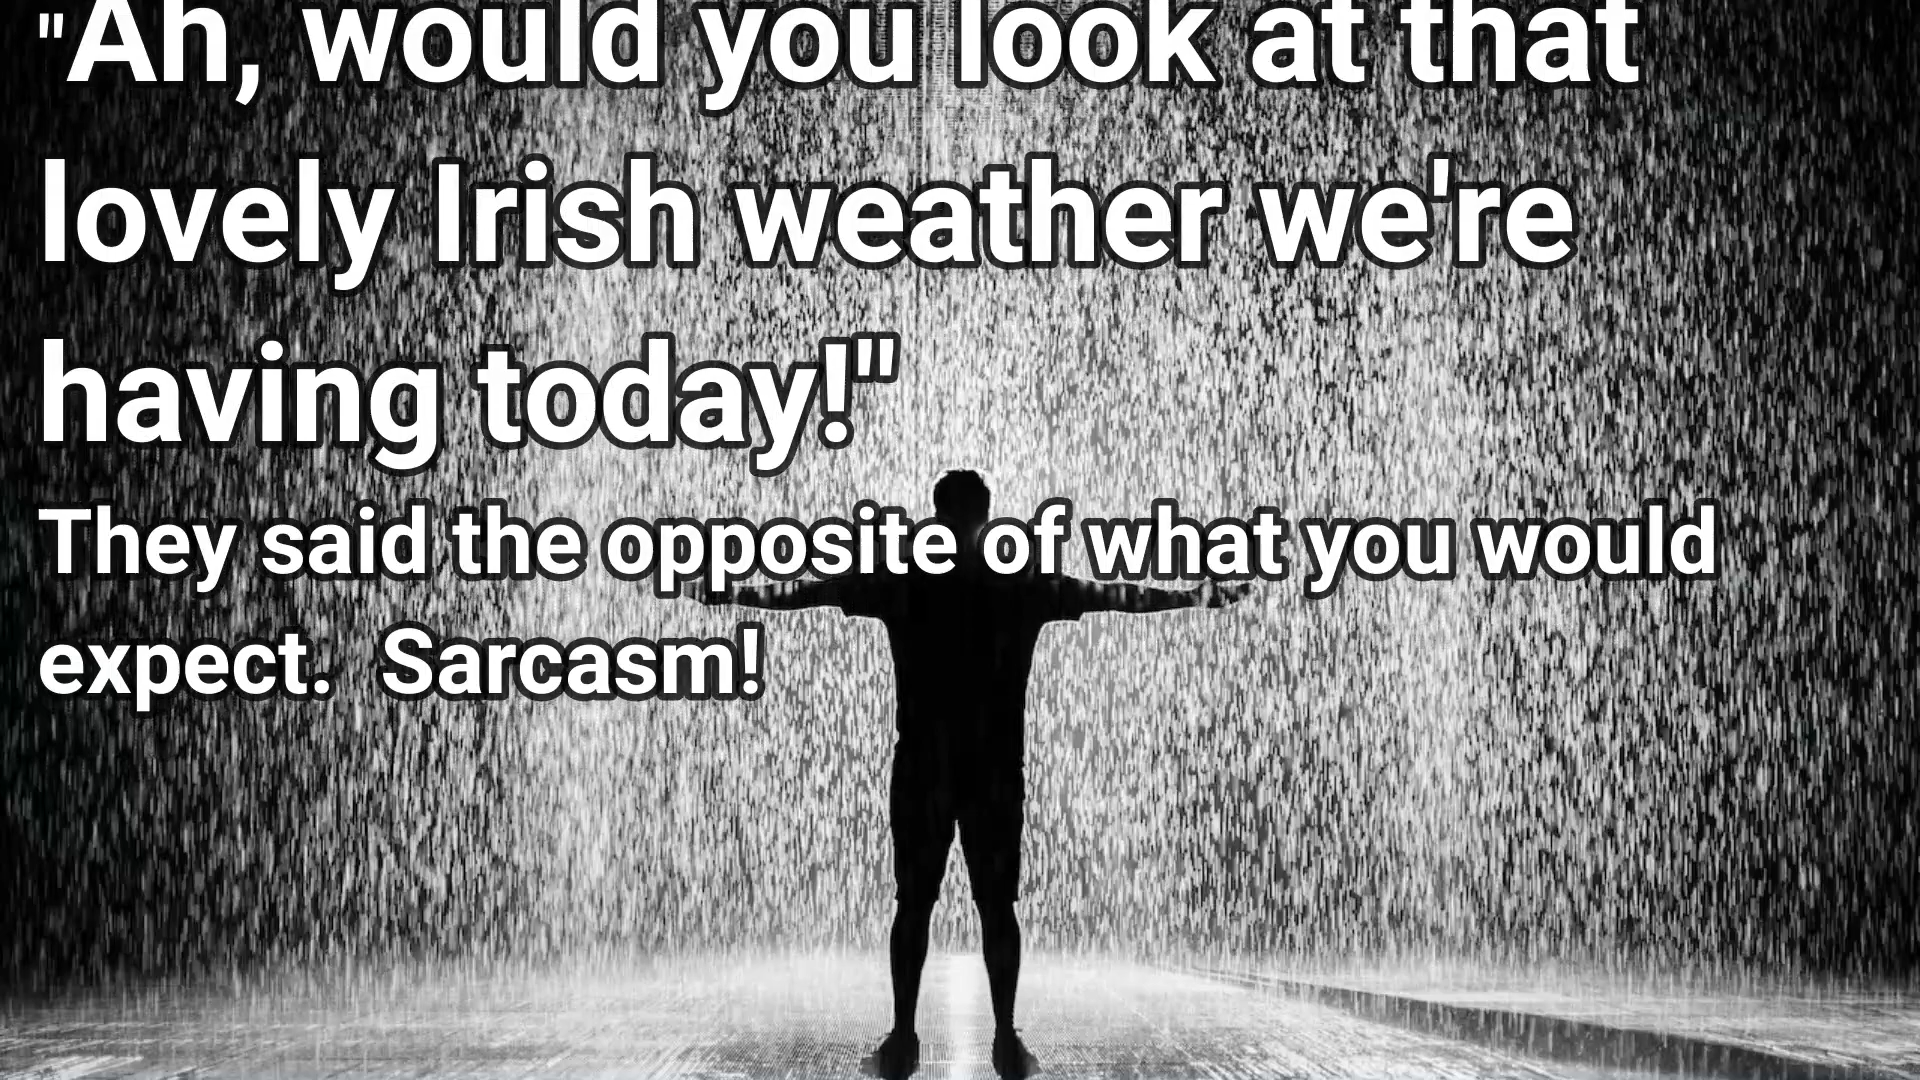 "Ah, would you look at that
lovely Irish weather we're
having today!"
They said the opposite of what you would
expect.  Sarcasm!